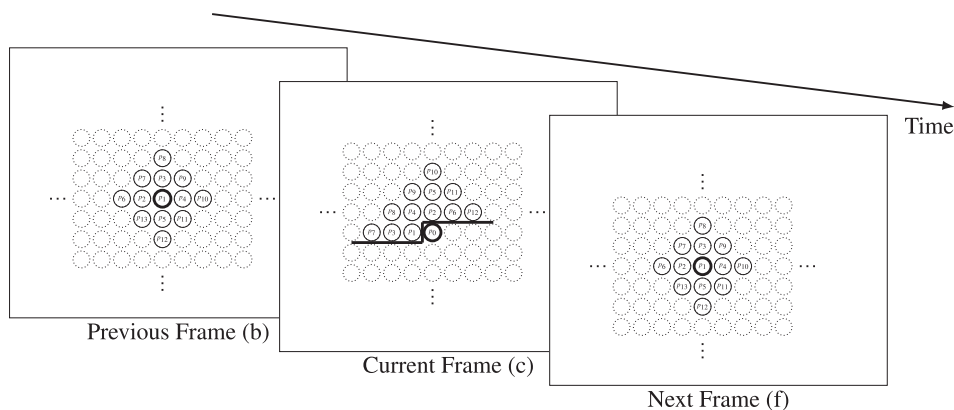 Time
P8
P7 P3 P9
P6 P2 P1 P4 P10
P13 P5 P11
P12
Previous Frame (b)
P10
P9 P5 P11
P8 P4 P2 P6 P12
P7 P3 P1 P0
Current Frame (c)
P8
P7 P3 P9
P6 P2 P1 P4 P10
P13 P5 P11
P12
Next Frame (f)